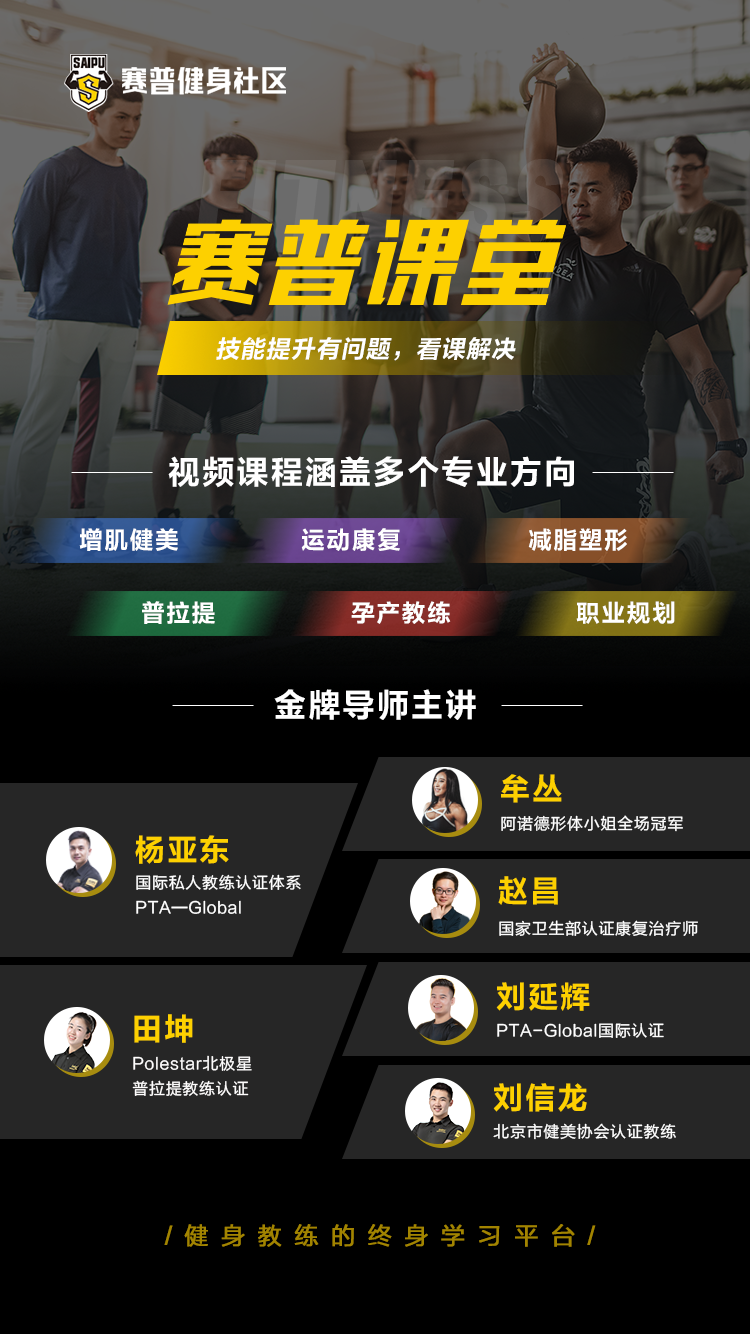 SAIPU
S
赛普健身社区
FITNESS
赛普课堂
技能提升有问题，看课解决
视频课程涵盖多个专业方向
增肌健美
运动康复
减脂塑形
普拉提
孕产教练
职业规划
金牌导师主讲
杨亚东
国际私人教练认证体系
PTA—Global
田坤
Polestar北极星
普拉提教练认证
牟丛
阿诺德形体小姐全场冠军
赵昌
国家卫生部认证康复治疗师
刘延辉
PTA-Global国际认证
刘信龙
北京市健美协会认证教练
/健身教练的终身学习平台/